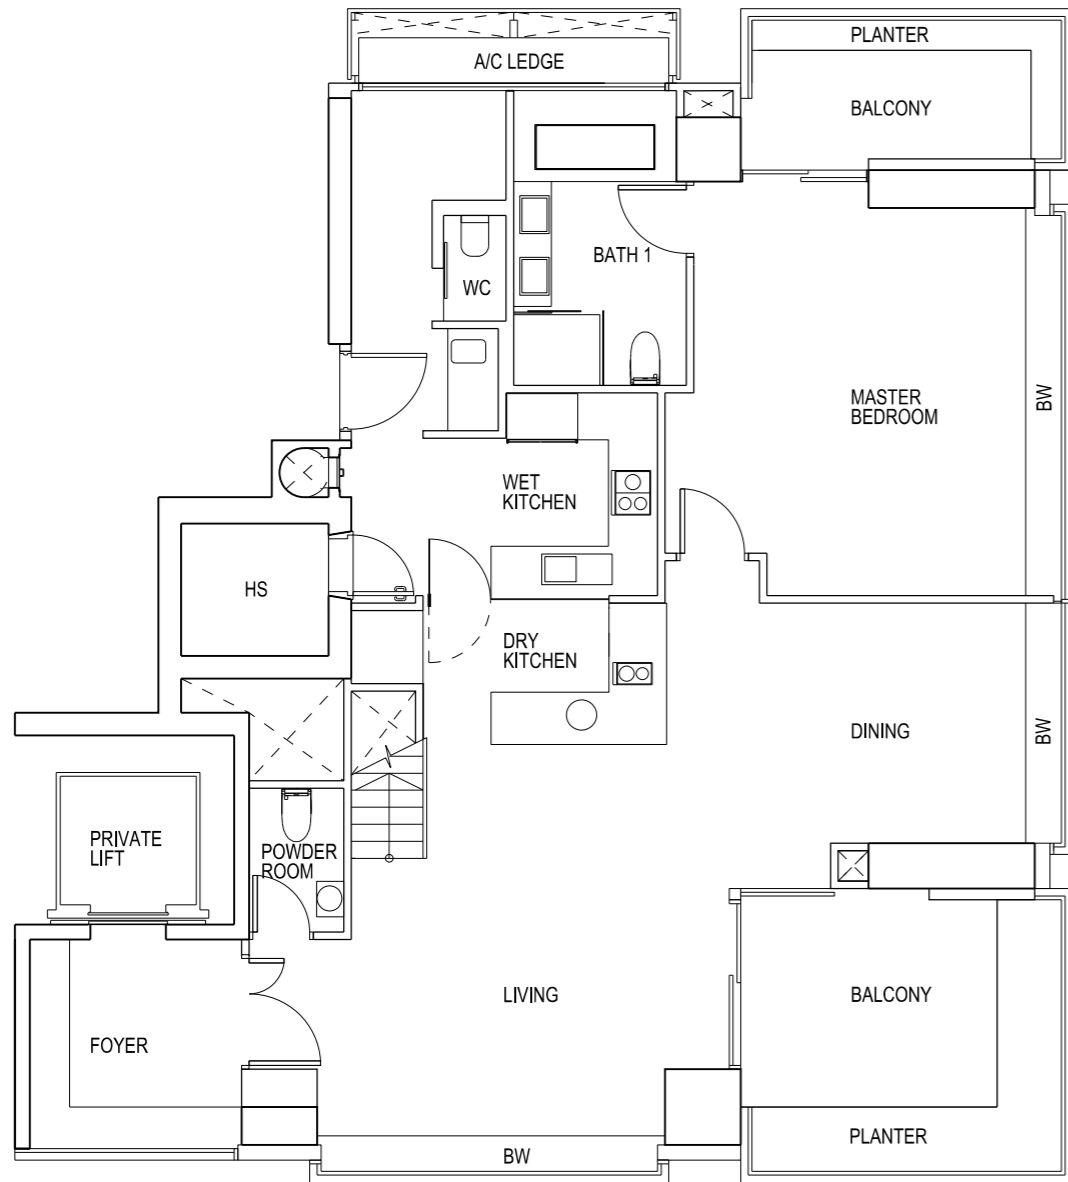 PLANTER
A/C LEDGE
BALCONY
BATH 1
WC
MASTER
BEDROOM
BW
WET
KITCHEN
HS
DRY
KITCHEN
DINING
BW
PRIVATE
LIFT
POWDER
ROOM
LIVING
BALCONY
FOYER
PLANTER
BW